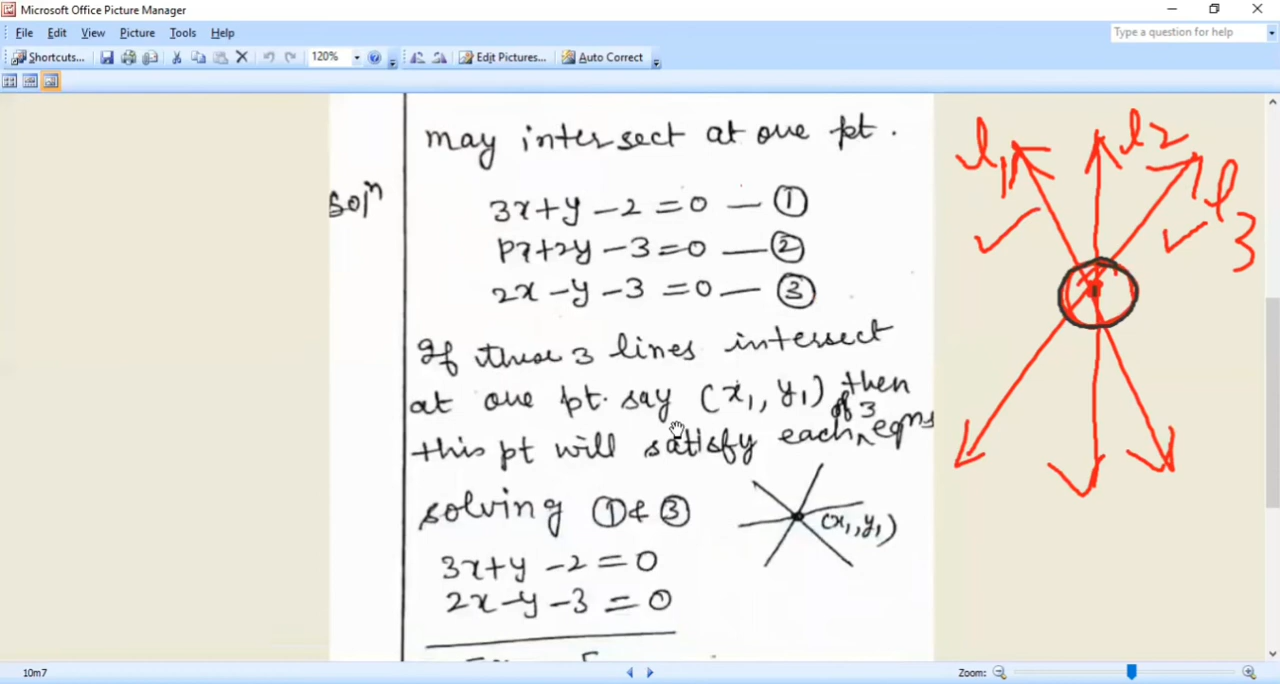 Microsoft Office Picture Manager
File Edit View Picture Tools Help
Type a question for help
Shortcuts... 120% Edit Pictures... Auto Correct
may intersect at one pt.
Solⁿ
3x+y-2=0 — ①
px+2y-3=0 — ②
2x-y-3=0 — ③
If these 3 lines intersect
at one pt. say (x₁, y₁) then
this pt will satisfy each of 3 eqns
solving ① & ③
(x₁, y₁)
3x+y-2=0
2x-y-3=0
l1
l2
l3
10m7
Zoom: